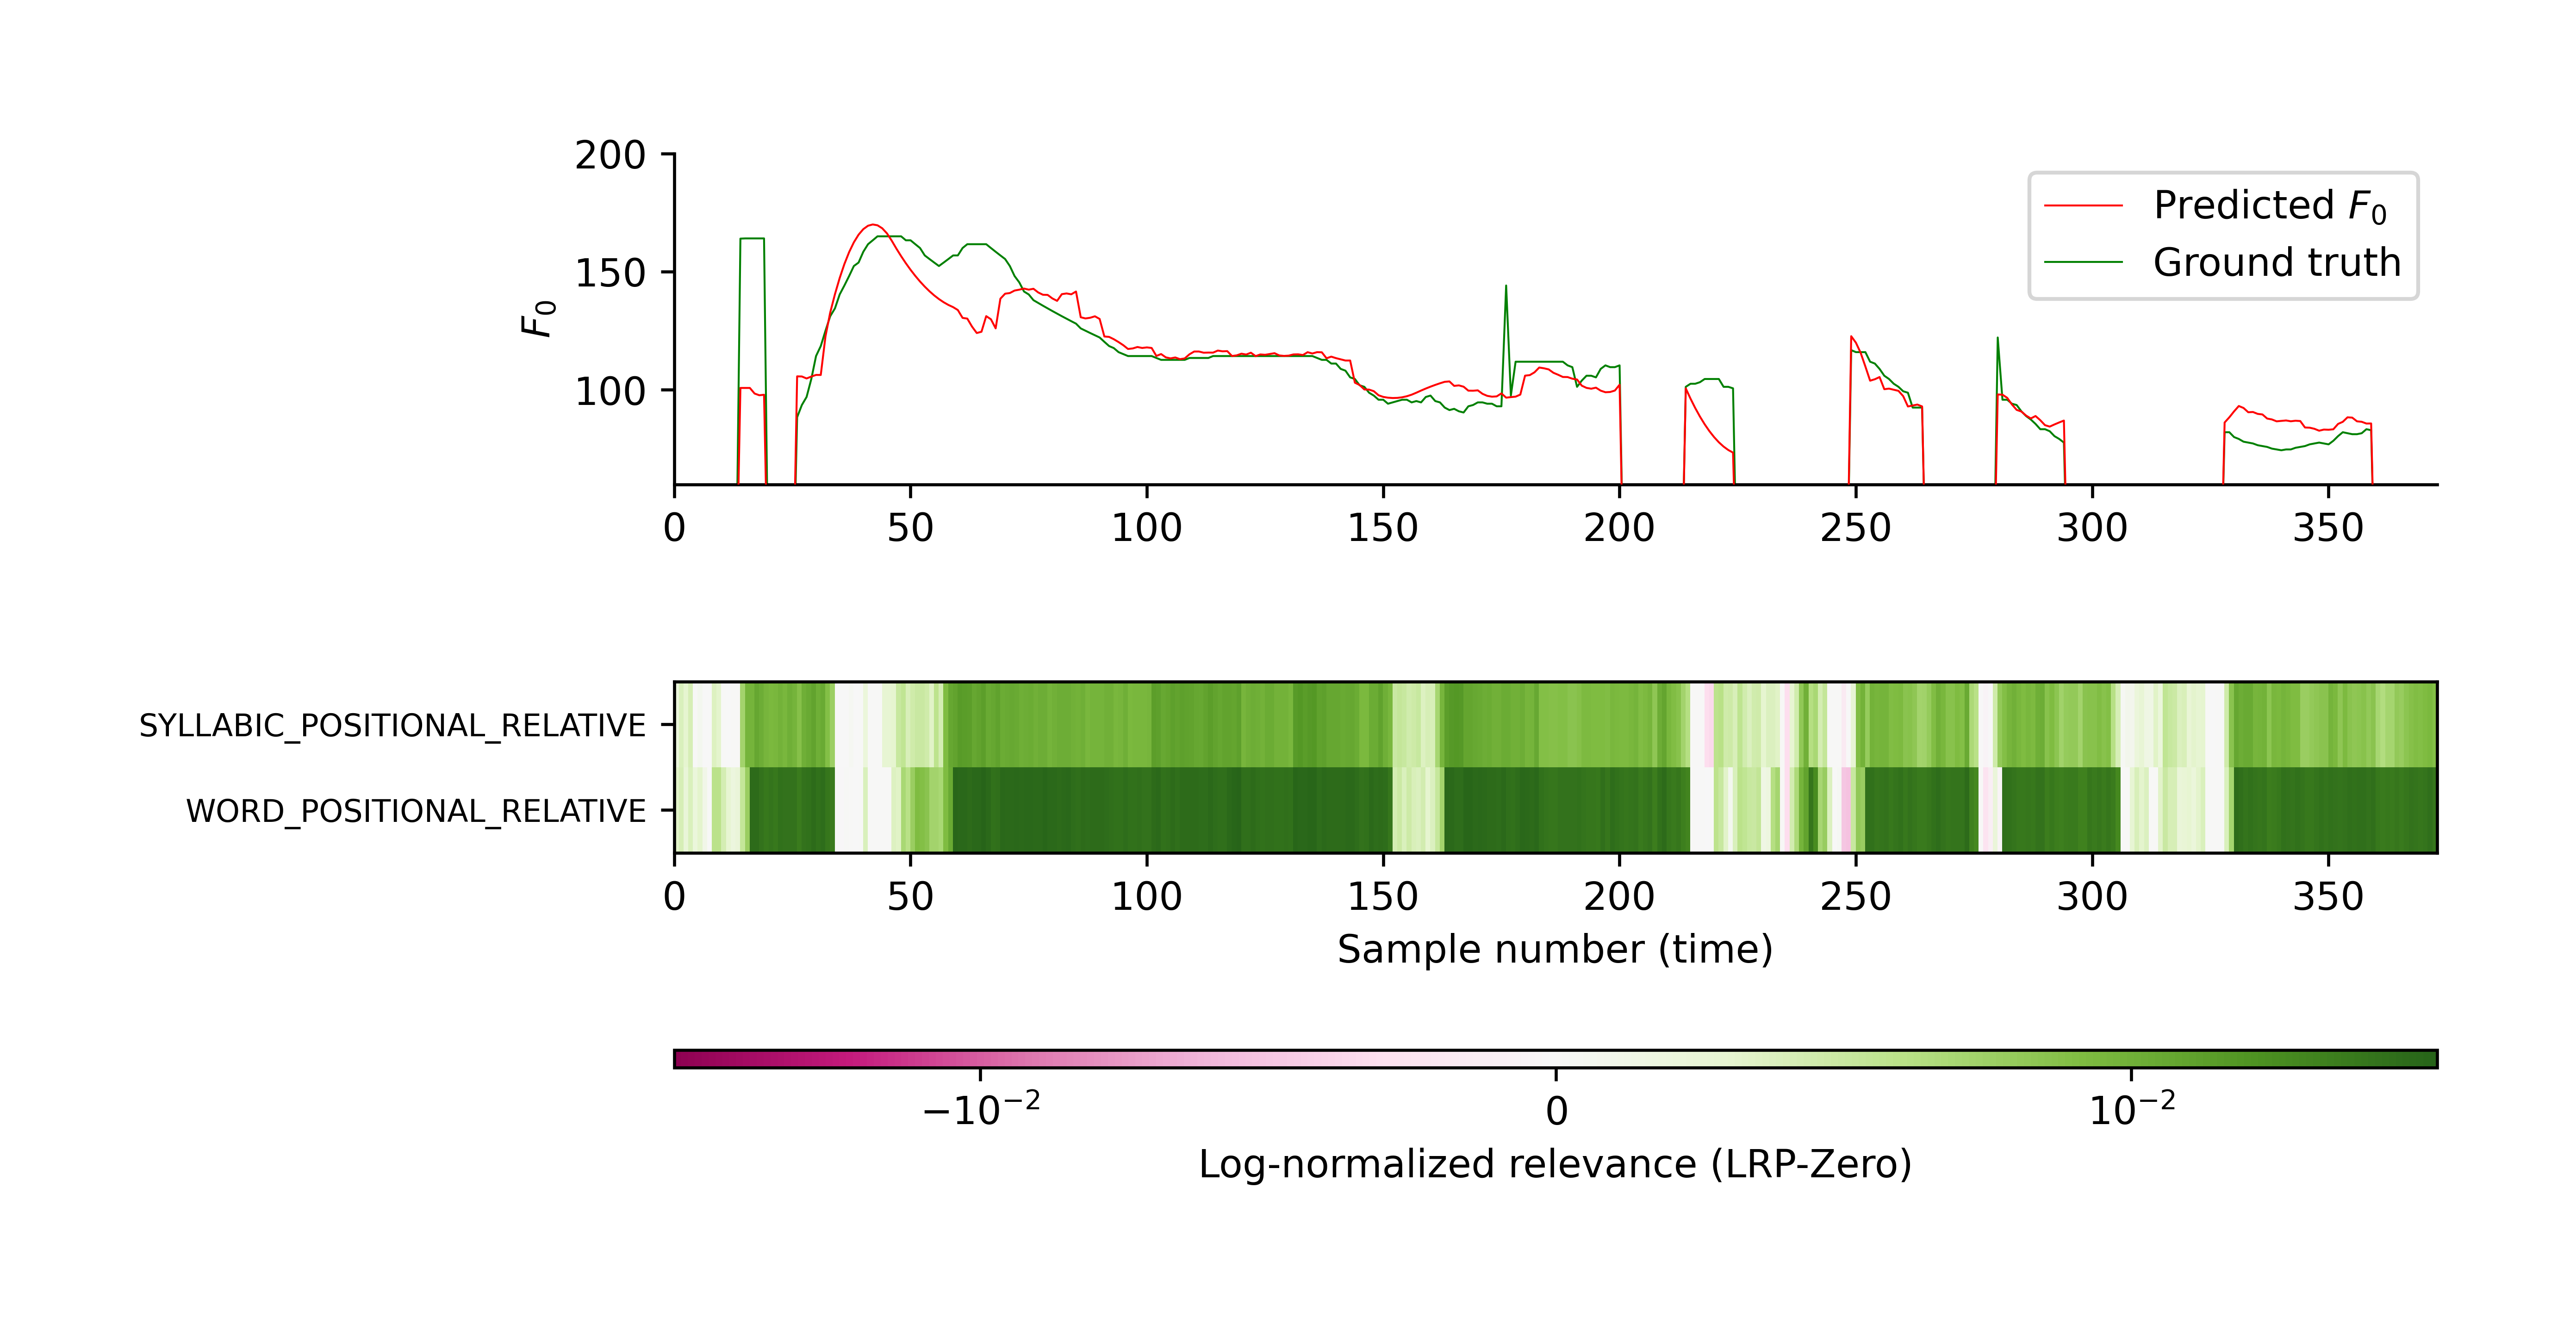 200
150
100
F₀
Predicted F₀
Ground truth
0 50 100 150 200 250 300 350
SYLLABIC_POSITIONAL_RELATIVE
WORD_POSITIONAL_RELATIVE
0 50 100 150 200 250 300 350
Sample number (time)
−10⁻² 0 10⁻²
Log-normalized relevance (LRP-Zero)